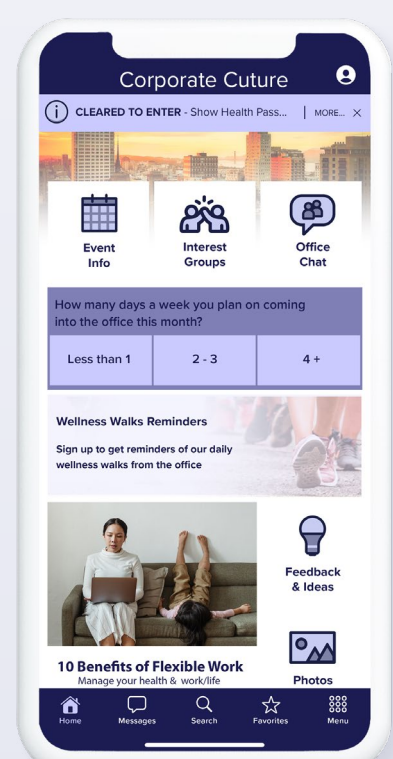 Corporate Cuture
CLEARED TO ENTER - Show Health Pass... | MORE... ×
Event
Info
Interest
Groups
Office
Chat
How many days a week you plan on coming
into the office this month?
Less than 1
2 - 3
4 +
Wellness Walks Reminders
Sign up to get reminders of our daily
wellness walks from the office
Feedback
& Ideas
10 Benefits of Flexible Work
Manage your health & work/life
Photos
Home
Messages
Search
Favorites
Menu